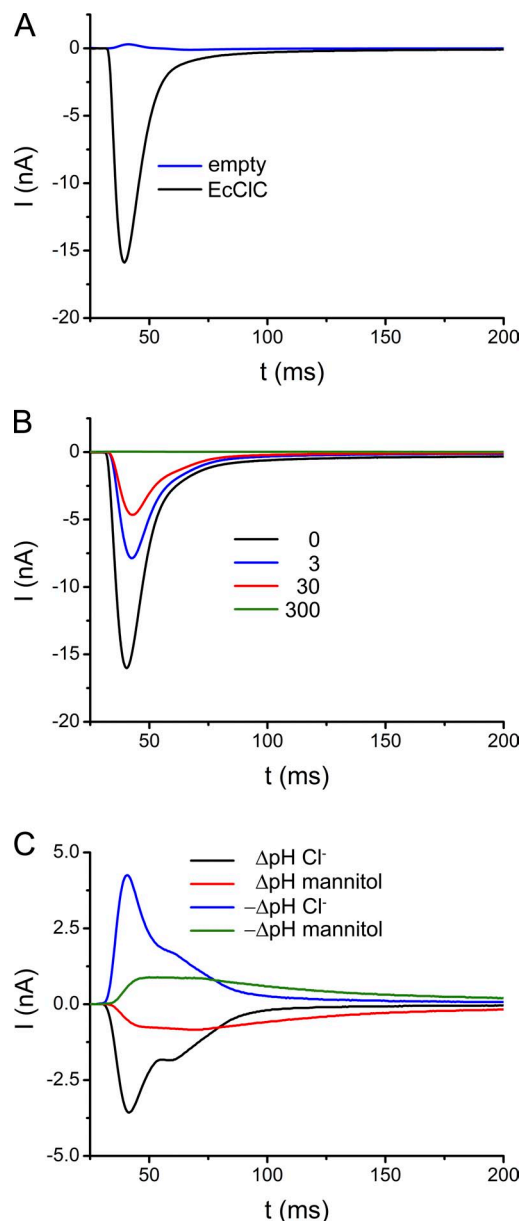 A
0
-5
-10
-15
-20
I (nA)
empty
EcClC
50
100
150
200
t (ms)
B
0
-5
-10
-15
-20
I (nA)
0
3
30
300
50
100
150
200
t (ms)
C
5.0
2.5
0.0
-2.5
5.0
I (nA)
ΔpH Cl⁻
ΔpH mannitol
−ΔpH Cl⁻
−ΔpH mannitol
50
100
150
200
t (ms)